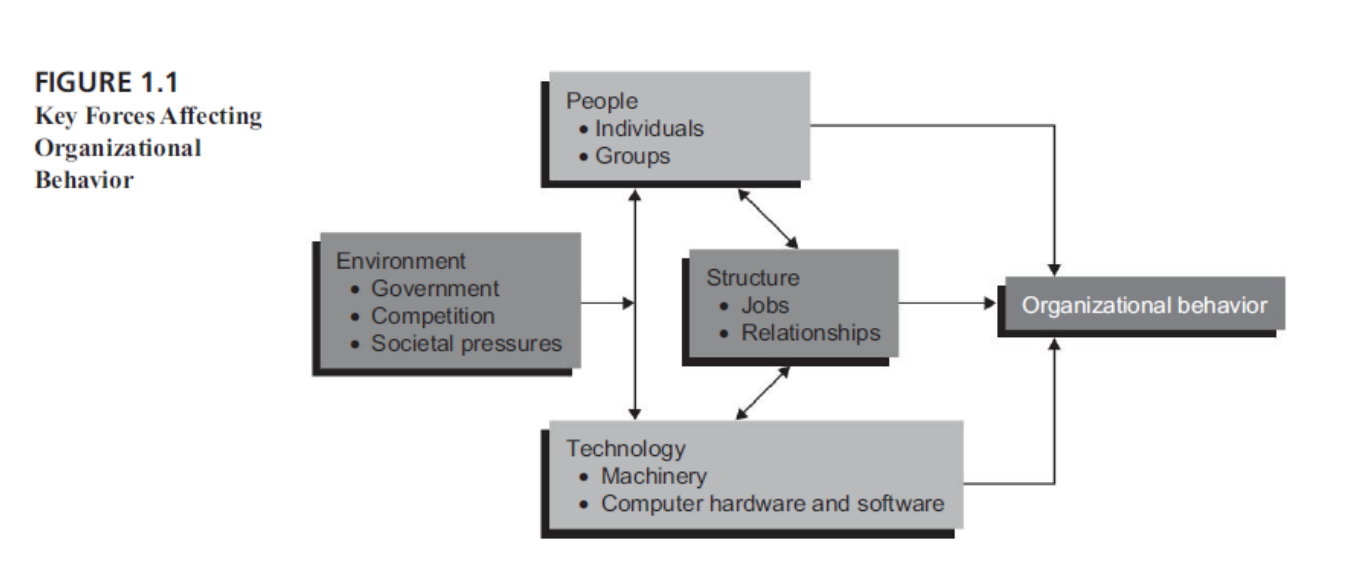 FIGURE 1.1
Key Forces Affecting
Organizational
Behavior
People
• Individuals
• Groups
Environment
• Government
• Competition
• Societal pressures
Structure
• Jobs
• Relationships
Organizational behavior
Technology
• Machinery
• Computer hardware and software